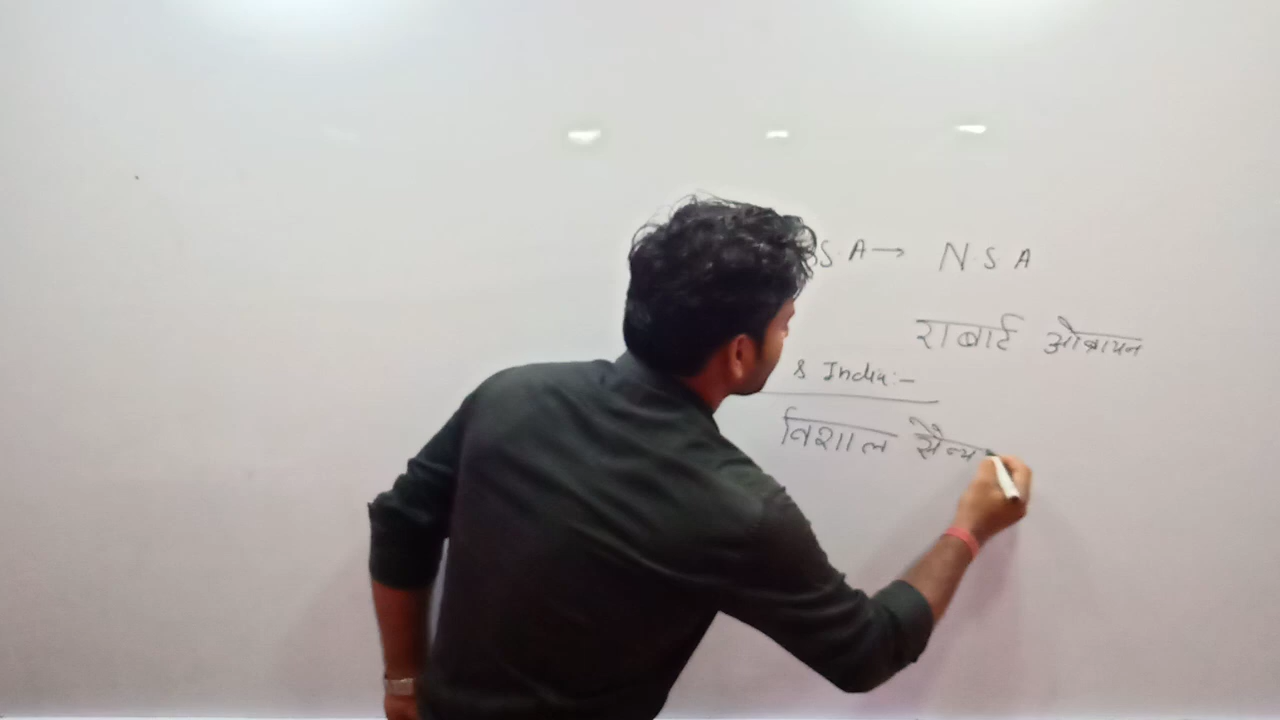 S.A → N.S A
राबार्ट ओब्रायन
& India:-
विशाल सैन्य